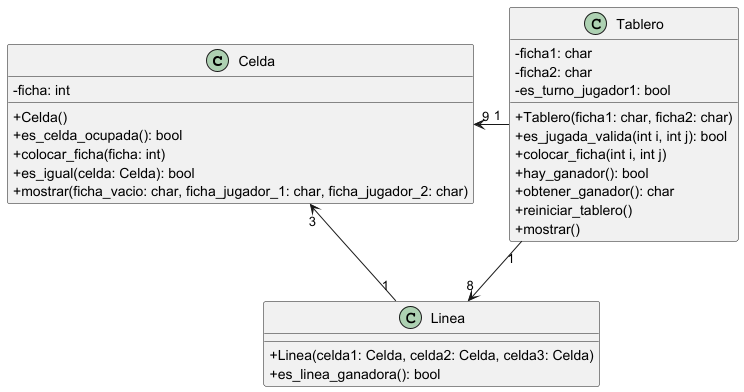 C Celda
-ficha: int
+Celda()
+es_celda_ocupada(): bool
+colocar_ficha(ficha: int)
+es_igual(celda: Celda): bool
+mostrar(ficha_vacio: char, ficha_jugador_1: char, ficha_jugador_2: char)
9 1
C Tablero
-ficha1: char
-ficha2: char
-es_turno_jugador1: bool
+Tablero(ficha1: char, ficha2: char)
+es_jugada_valida(int i, int j): bool
+colocar_ficha(int i, int j)
+hay_ganador(): bool
+obtener_ganador(): char
+reiniciar_tablero()
+mostrar()
3
1
1
8
C Linea
+Linea(celda1: Celda, celda2: Celda, celda3: Celda)
+es_linea_ganadora(): bool